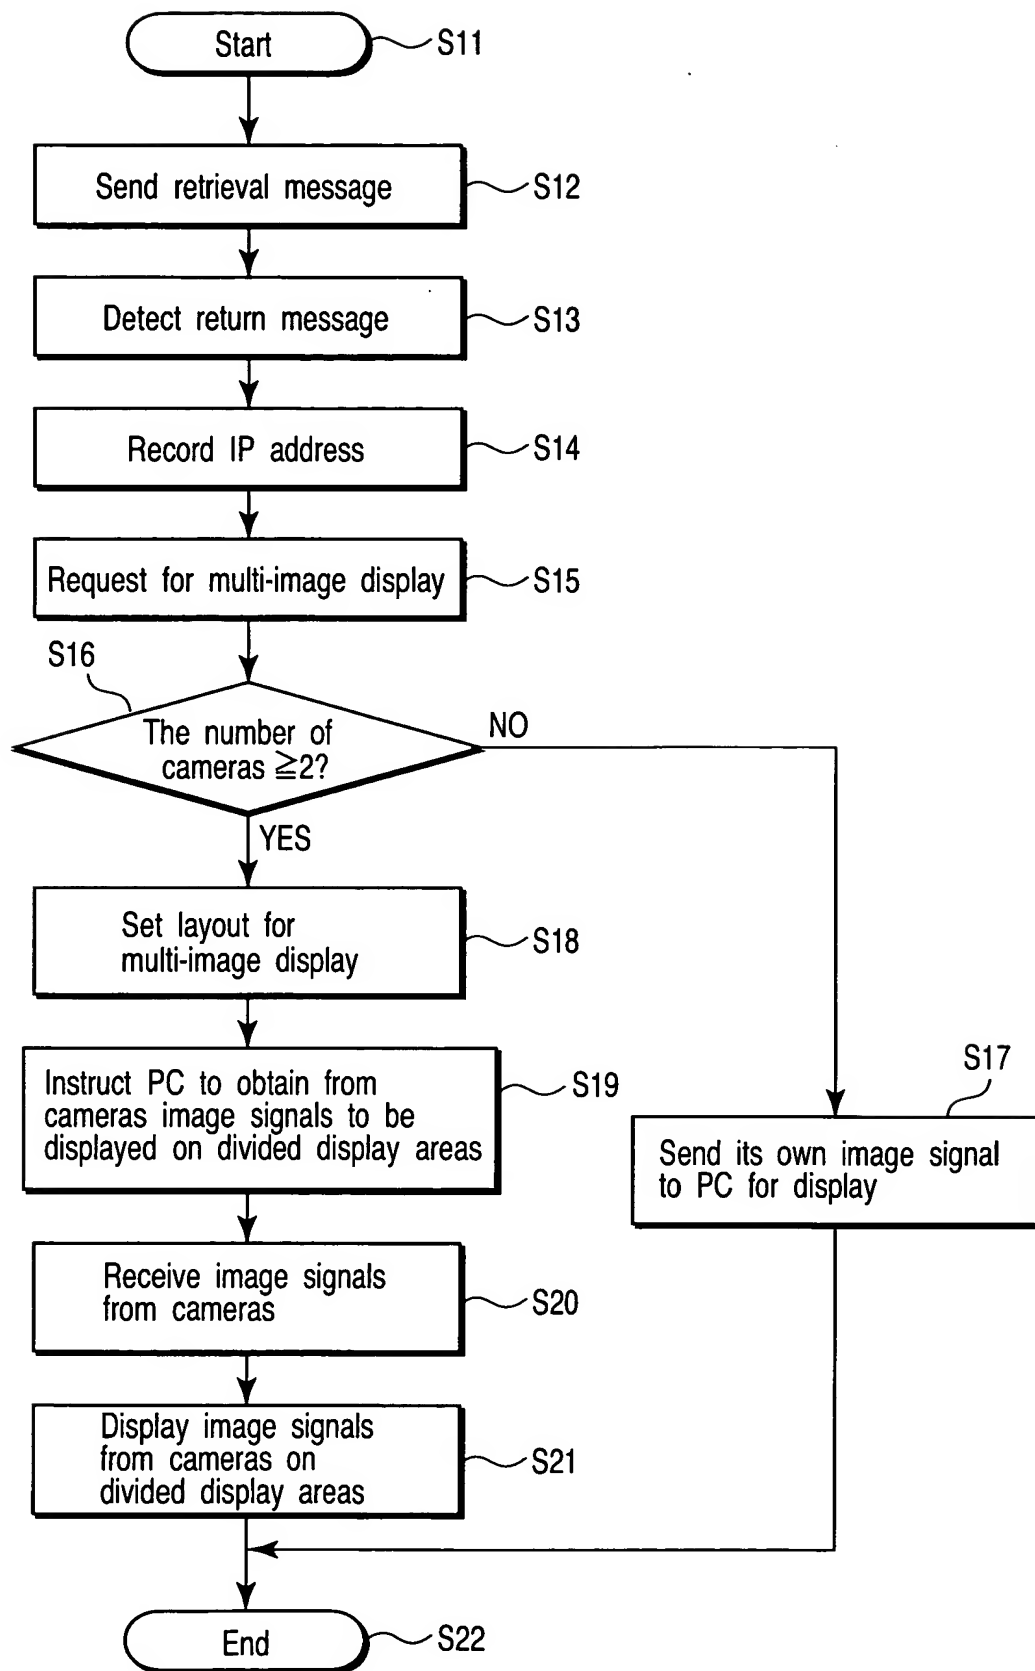 Start
S11
Send retrieval message
S12
Detect return message
S13
Record IP address
S14
Request for multi-image display
S15
S16
The number of
cameras ≧2?
NO
YES
Set layout for
multi-image display
S18
Instruct PC to obtain from
cameras image signals to be
displayed on divided display areas
S19
S17
Send its own image signal
to PC for display
Receive image signals
from cameras
S20
Display image signals
from cameras on
divided display areas
S21
End
S22